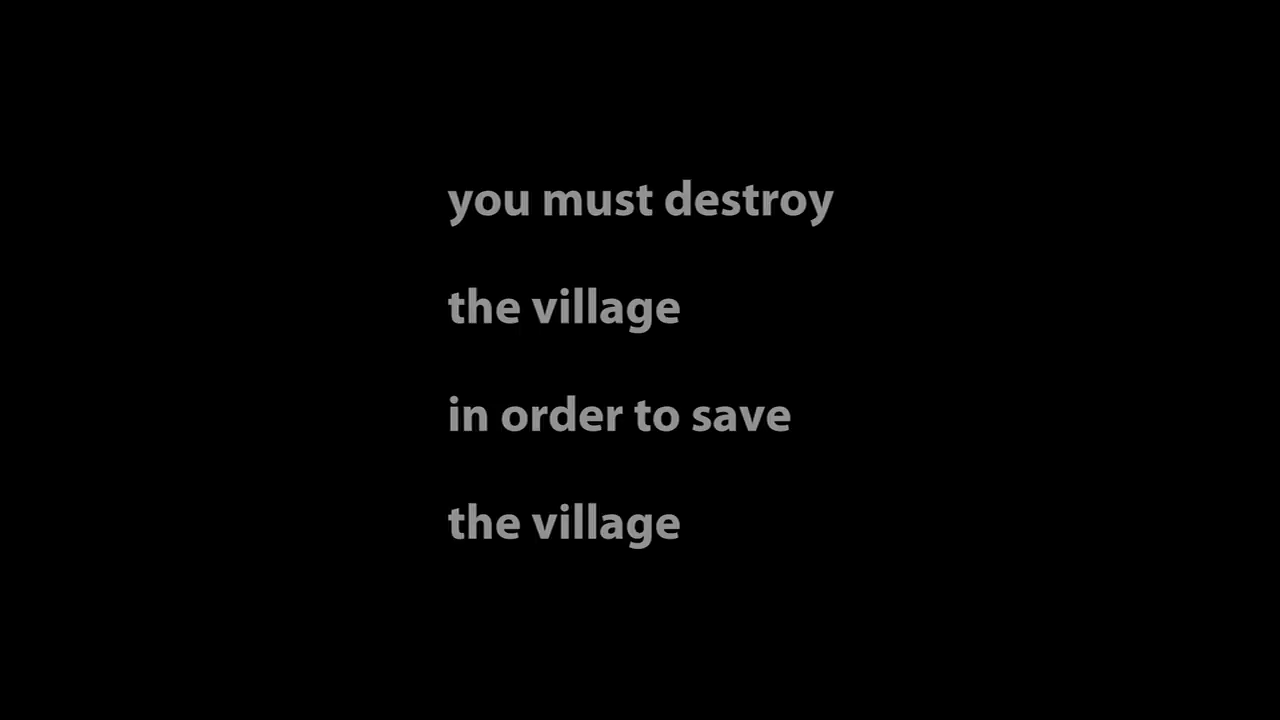 you must destroy
the village
in order to save
the village